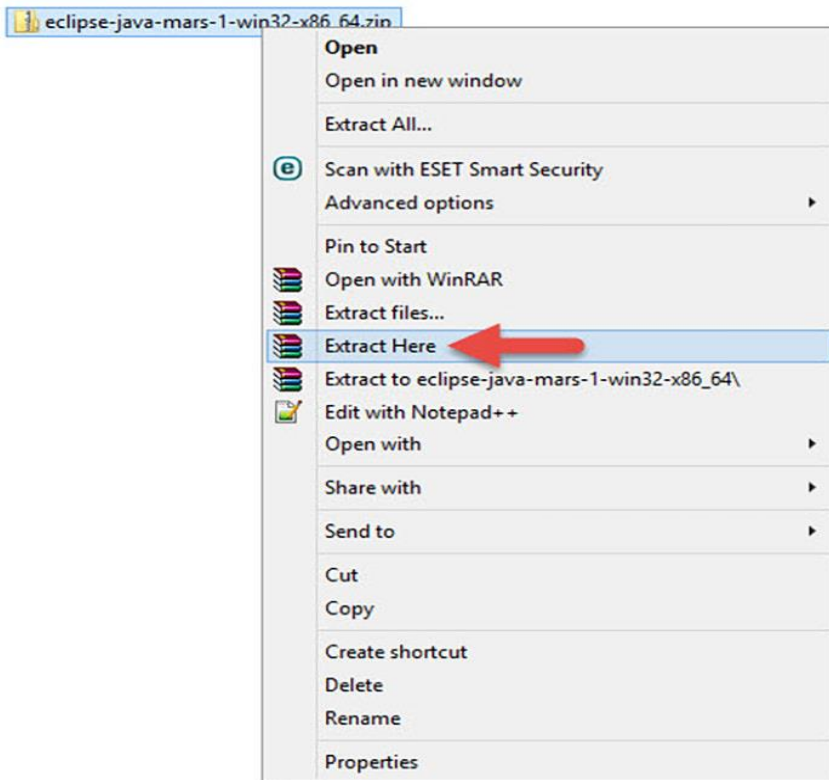 eclipse-java-mars-1-win32-x86_64.zip
Open
Open in new window
Extract All...
Scan with ESET Smart Security
Advanced options
Pin to Start
Open with WinRAR
Extract files...
Extract Here
Extract to eclipse-java-mars-1-win32-x86_64\
Edit with Notepad++
Open with
Share with
Send to
Cut
Copy
Create shortcut
Delete
Rename
Properties